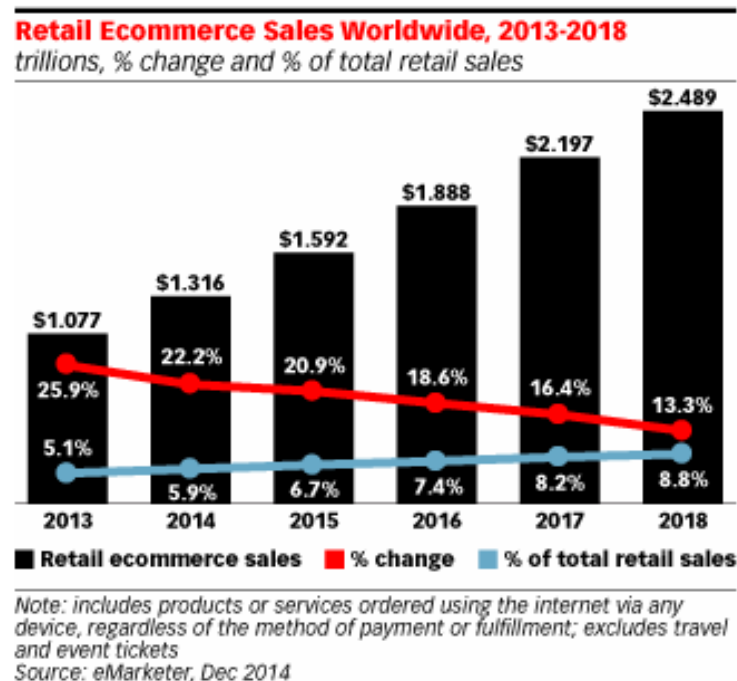 Retail Ecommerce Sales Worldwide, 2013-2018
trillions, % change and % of total retail sales
$2.489
$2.197
$1.888
$1.592
$1.316
$1.077
25.9%
22.2%
20.9%
18.6%
16.4%
13.3%
5.1%
5.9%
6.7%
7.4%
8.2%
8.8%
2013 2014 2015 2016 2017 2018
Retail ecommerce sales % change % of total retail sales
Note: includes products or services ordered using the internet via any
device, regardless of the method of payment or fulfillment; excludes travel
and event tickets
Source: eMarketer, Dec 2014